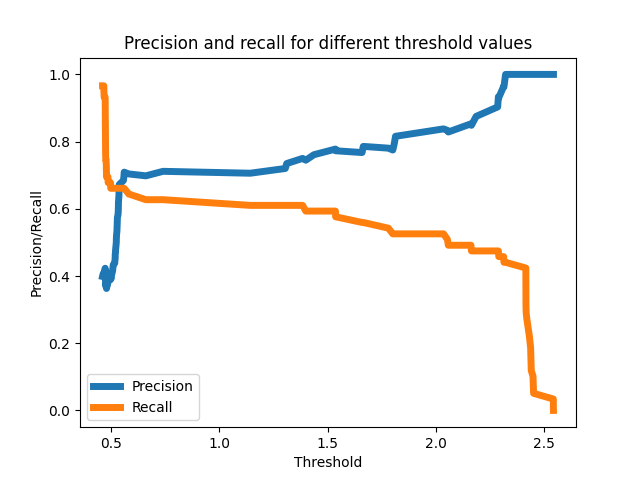 Precision and recall for different threshold values
1.0
0.8
0.6
0.4
0.2
0.0
Precision/Recall
Precision
Recall
0.5
1.0
1.5
2.0
2.5
Threshold